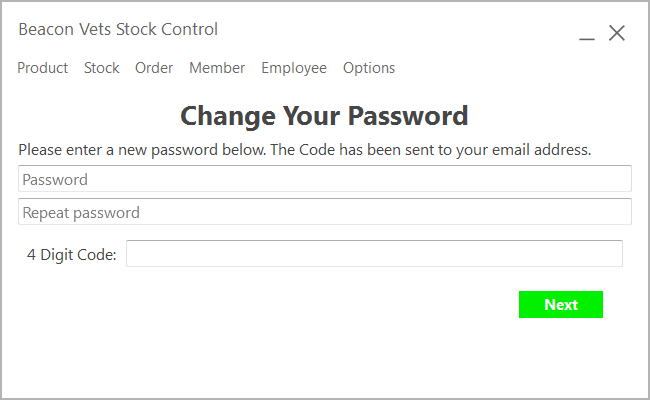 Beacon Vets Stock Control
Product Stock Order Member Employee Options
Change Your Password
Please enter a new password below. The Code has been sent to your email address.
Password
Repeat password
4 Digit Code:
Next